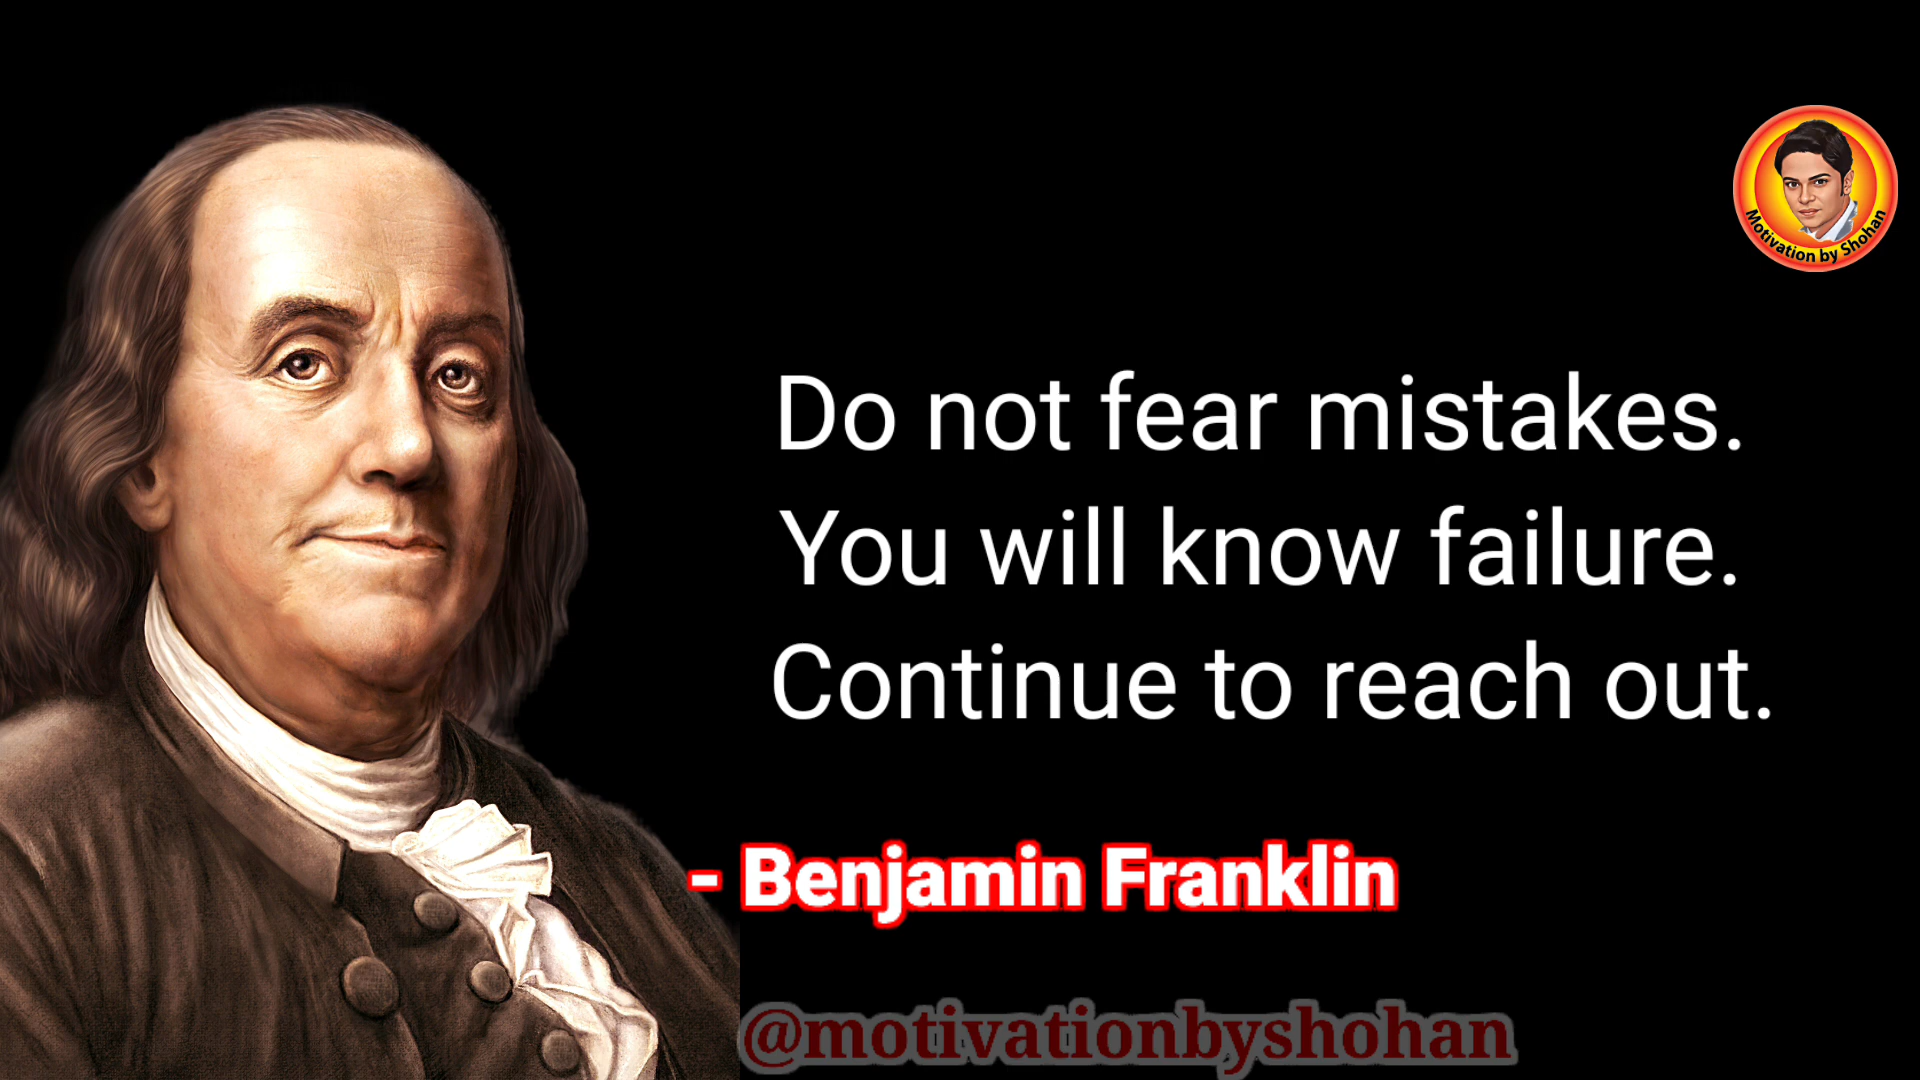 Motivation by Shohan
Do not fear mistakes.
You will know failure.
Continue to reach out.
- Benjamin Franklin
@motivationbyshohan